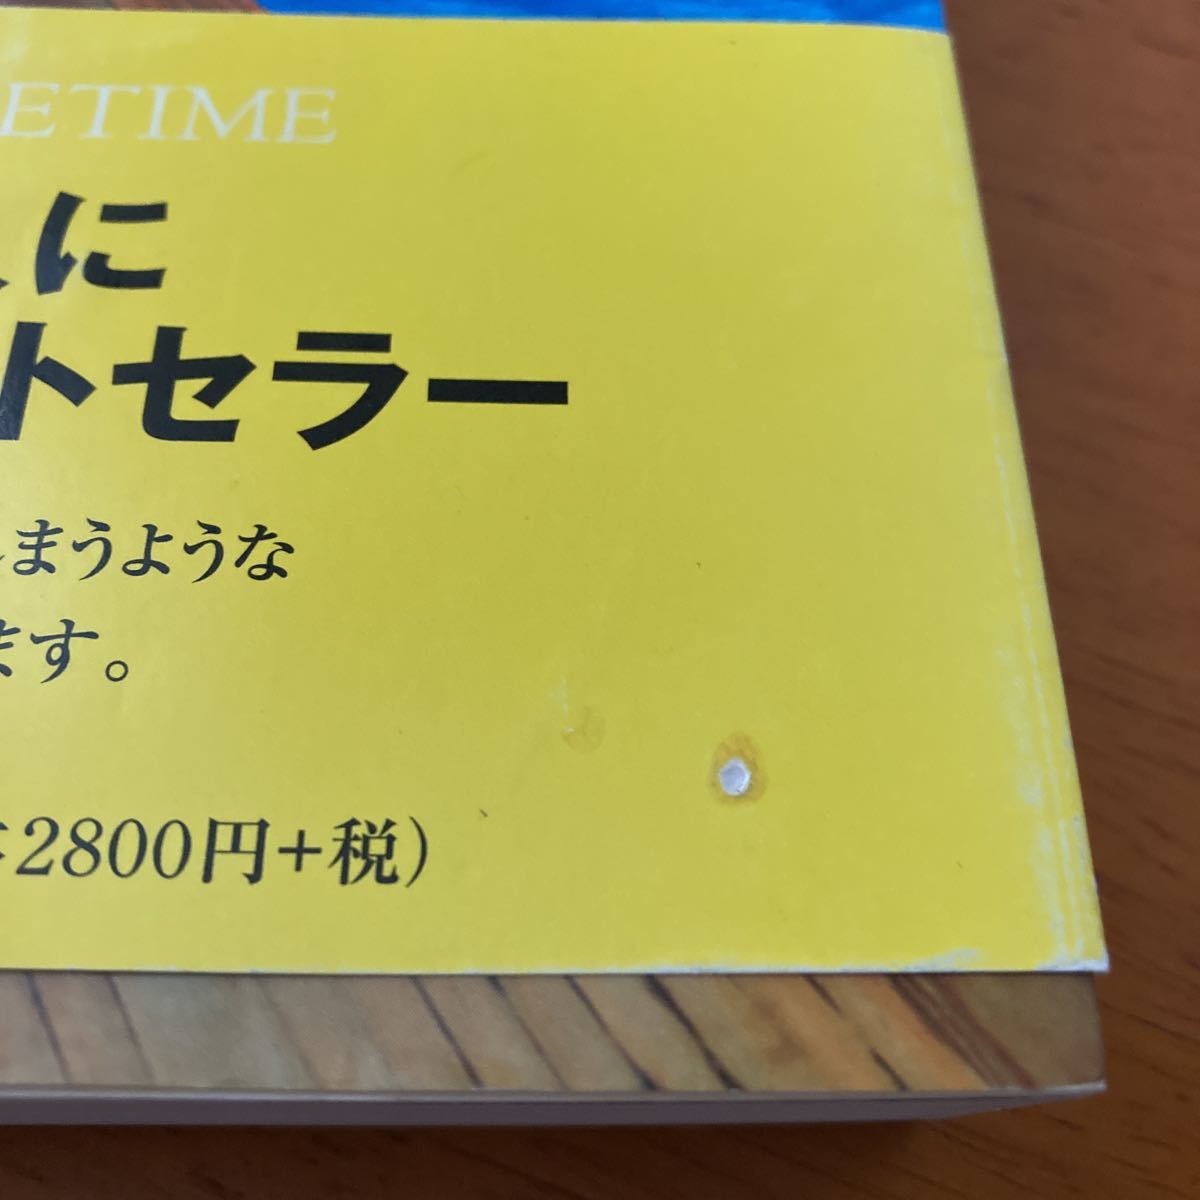 ETIME
に
トセラー
まうような
ます。
2800円+税)